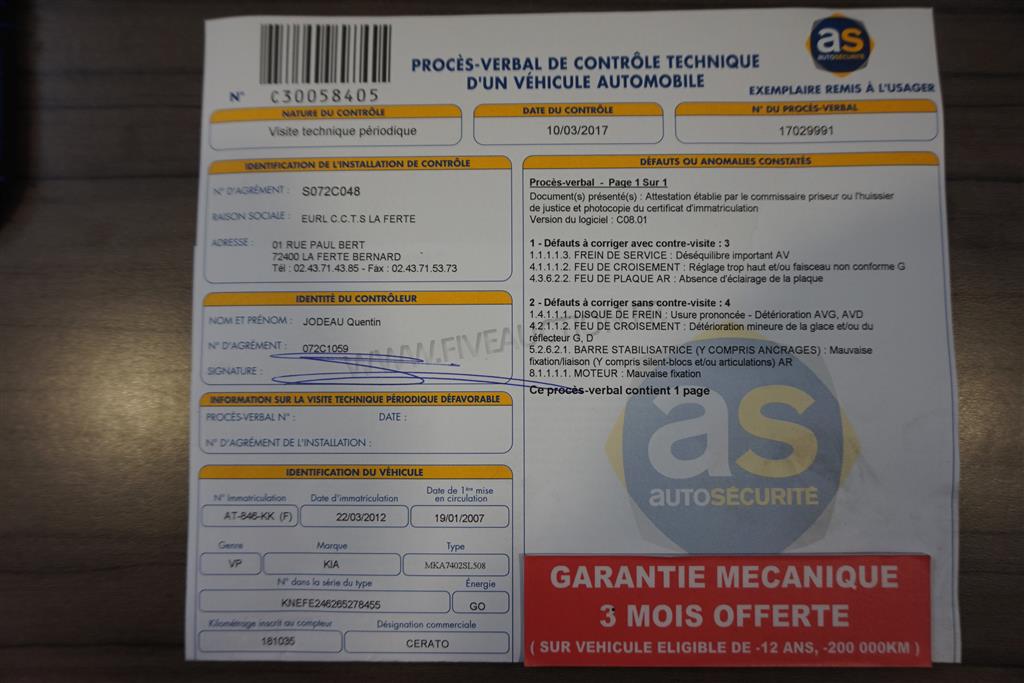 PROCÈS-VERBAL DE CONTRÔLE TECHNIQUE
D'UN VÉHICULE AUTOMOBILE
as
AUTOSÉCURITÉ
N° C30058405
EXEMPLAIRE REMIS À L'USAGER
NATURE DU CONTRÔLE
Visite technique périodique
DATE DU CONTRÔLE
10/03/2017
N° DU PROCÈS-VERBAL
17029991
IDENTIFICATION DE L'INSTALLATION DE CONTRÔLE
N° D'AGRÉMENT : S072C048
RAISON SOCIALE : EURL C.C.T.S LA FERTE
ADRESSE : 01 RUE PAUL BERT
72400 LA FERTE BERNARD
Tél : 02.43.71.43.85 - Fax : 02.43.71.53.73
IDENTITÉ DU CONTRÔLEUR
NOM ET PRÉNOM : JODEAU Quentin
N° D'AGRÉMENT : 072C1059
SIGNATURE :
INFORMATION SUR LA VISITE TECHNIQUE PÉRIODIQUE DÉFAVORABLE
PROCÈS-VERBAL N° : DATE :
N° D'AGRÉMENT DE L'INSTALLATION :
IDENTIFICATION DU VÉHICULE
N° Immatriculation
AT-846-KK (F)
Date d'immatriculation
22/03/2012
Date de 1ère mise
en circulation
19/01/2007
Genre
VP
Marque
KIA
Type
MKA7402SL508
N° dans la série du type
KNEFE246265278455
Énergie
GO
Kilométrage inscrit au compteur
181035
Désignation commerciale
CERATO
DÉFAUTS OU ANOMALIES CONSTATÉS
Procès-verbal - Page 1 Sur 1
Document(s) présenté(s) : Attestation établie par le commissaire priseur ou l'huissier
de justice et photocopie du certificat d'immatriculation
Version du logiciel : C08.01
1 - Défauts à corriger avec contre-visite : 3
1.1.1.1.3. FREIN DE SERVICE : Déséquilibre important AV
4.1.1.1.2. FEU DE CROISEMENT : Réglage trop haut et/ou faisceau non conforme G
4.3.6.2.2. FEU DE PLAQUE AR : Absence d'éclairage de la plaque
2 - Défauts à corriger sans contre-visite : 4
1.4.1.1.1. DISQUE DE FREIN : Usure prononcée - Détérioration AVG, AVD
4.2.1.1.2. FEU DE CROISEMENT : Détérioration mineure de la glace et/ou du
réflecteur G, D
5.2.6.2.1. BARRE STABILISATRICE (Y COMPRIS ANCRAGES) : Mauvaise
fixation/liaison (Y compris silent-blocs et/ou articulations) AR
8.1.1.1.1. MOTEUR : Mauvaise fixation
Ce procès-verbal contient 1 page
as
AUTOSÉCURITÉ
GARANTIE MECANIQUE
3 MOIS OFFERTE
( SUR VEHICULE ELIGIBLE DE -12 ANS, -200 000KM )